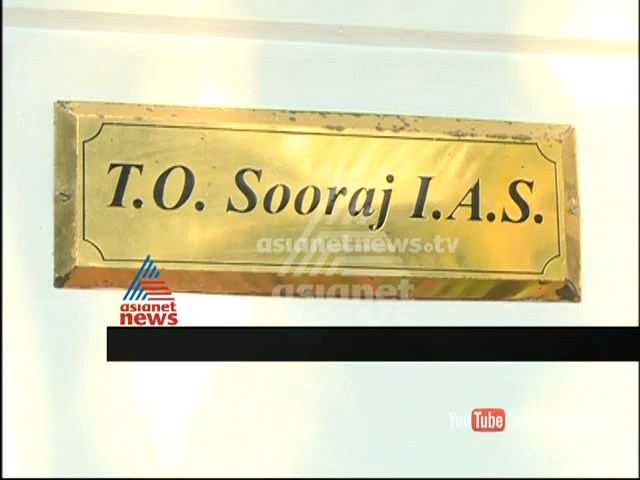 T.O. Sooraj I.A.S.
asianetnews.tv
asianet
asianet
news
YouTube